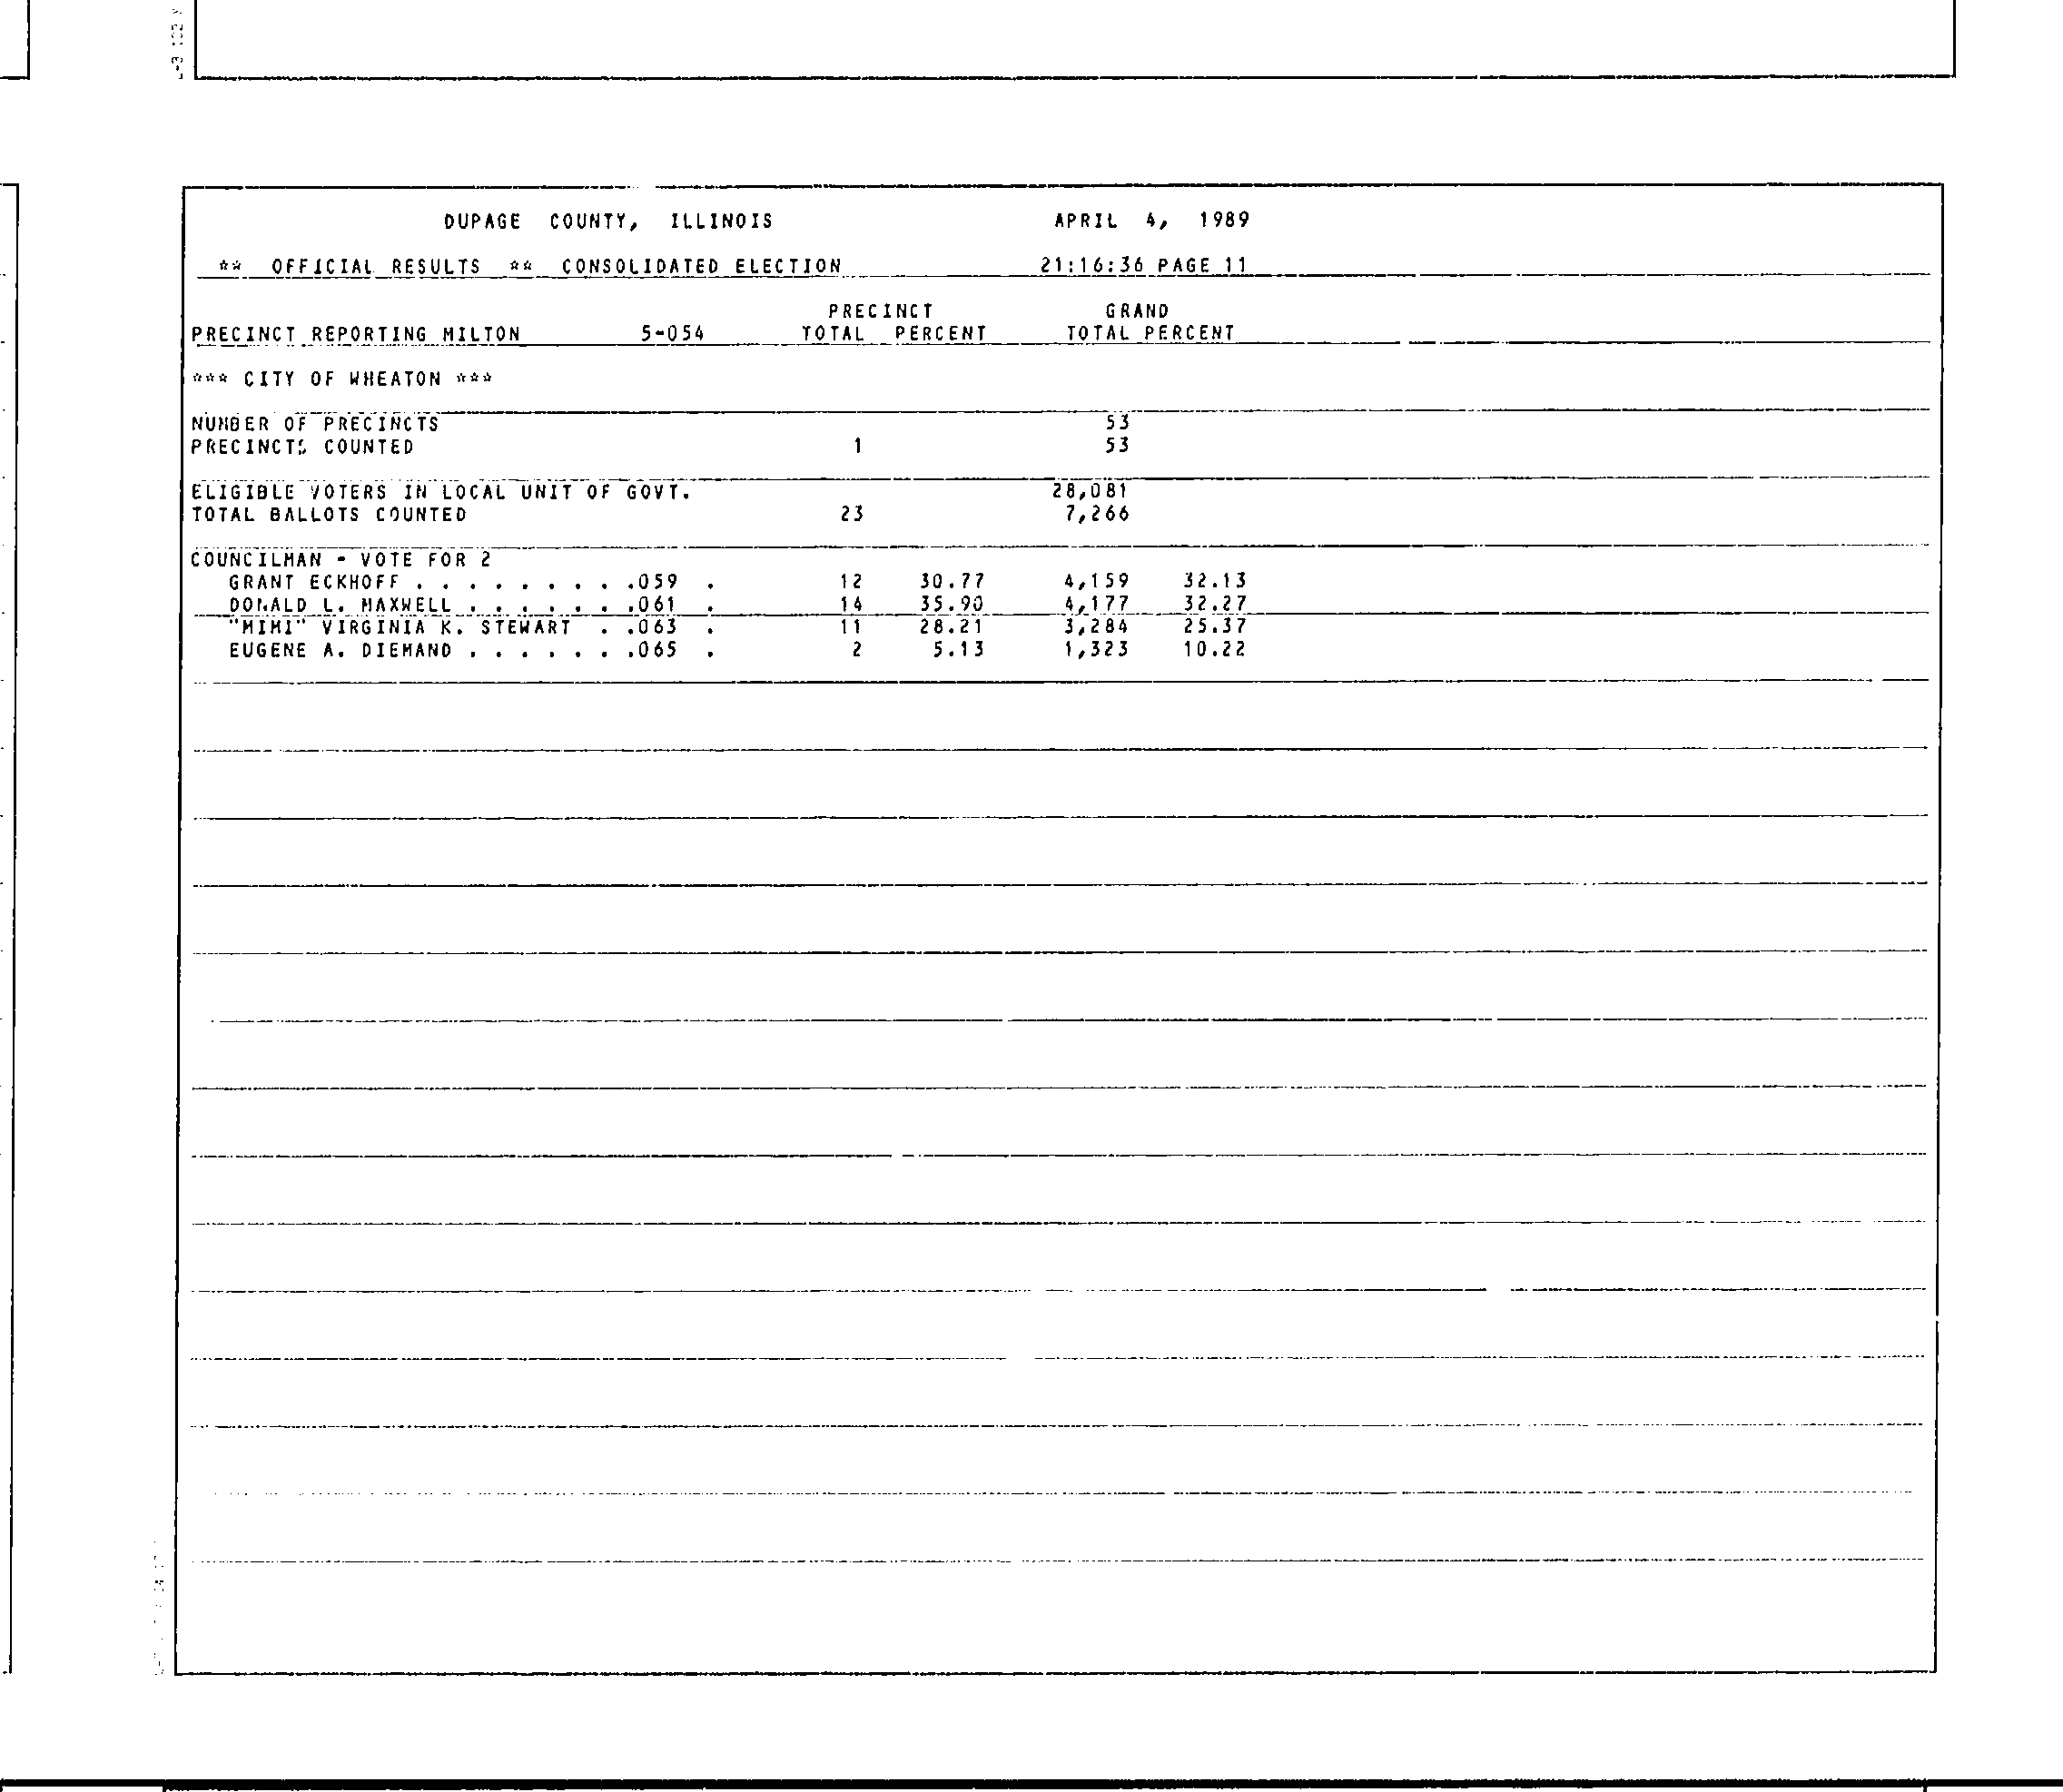 DUPAGE COUNTY, ILLINOIS APRIL 4, 1989
** OFFICIAL RESULTS ** CONSOLIDATED ELECTION 21:16:36 PAGE 11
PRECINCT GRAND
PRECINCT REPORTING MILTON 5-054 TOTAL PERCENT TOTAL PERCENT
*** CITY OF WHEATON ***
NUMBER OF PRECINCTS 53
PRECINCTS COUNTED 1 53
ELIGIBLE VOTERS IN LOCAL UNIT OF GOVT. 28,081
TOTAL BALLOTS COUNTED 23 7,266
COUNCILMAN - VOTE FOR 2
GRANT ECKHOFF . . . . . . . . .059 . 12 30.77 4,159 32.13
DONALD L. MAXWELL . . . . . . .061 . 14 35.90 4,177 32.27
"MIMI" VIRGINIA K. STEWART . .063 . 11 28.21 3,284 25.37
EUGENE A. DIEMAND . . . . . . .065 . 2 5.13 1,323 10.22